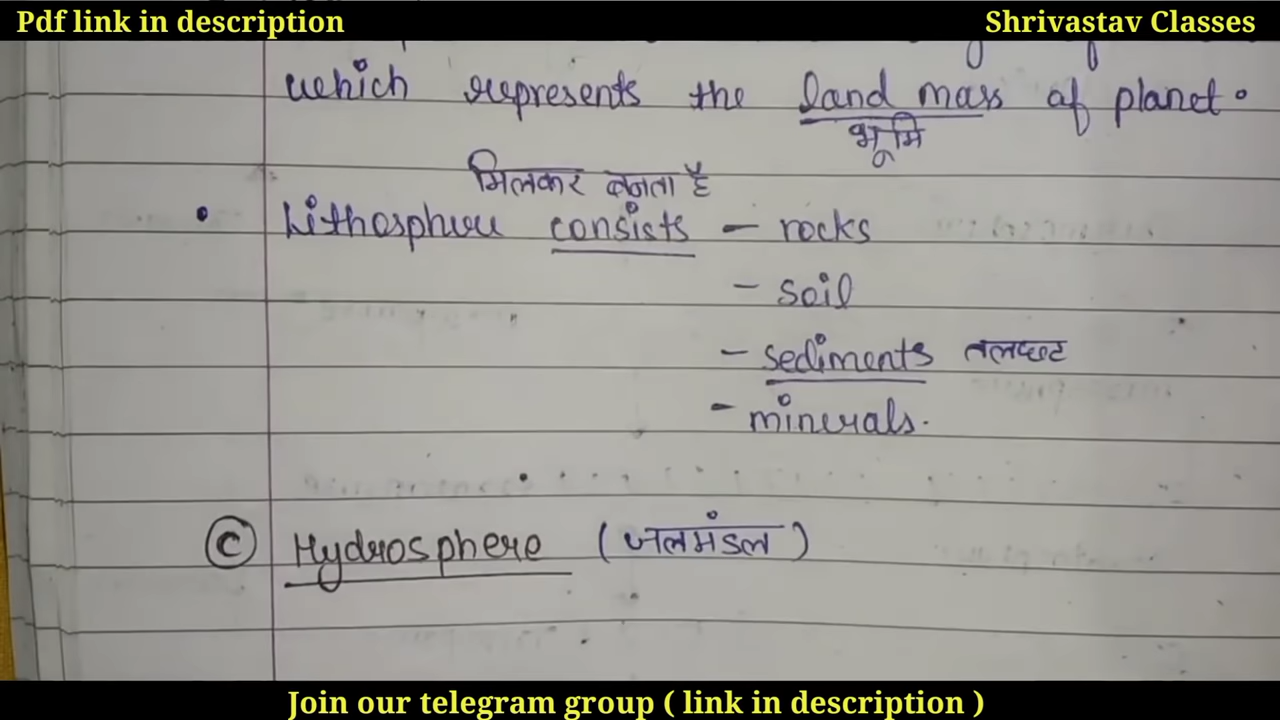 Pdf link in description
Shrivastav Classes
which represents the land mass of planet.
भूमि
मिलकर बनता है
Lithosphere consists – rocks
– soil
– sediments तलछट
– minerals.
(C) Hydrosphere (जलमंडल)
Join our telegram group ( link in description )